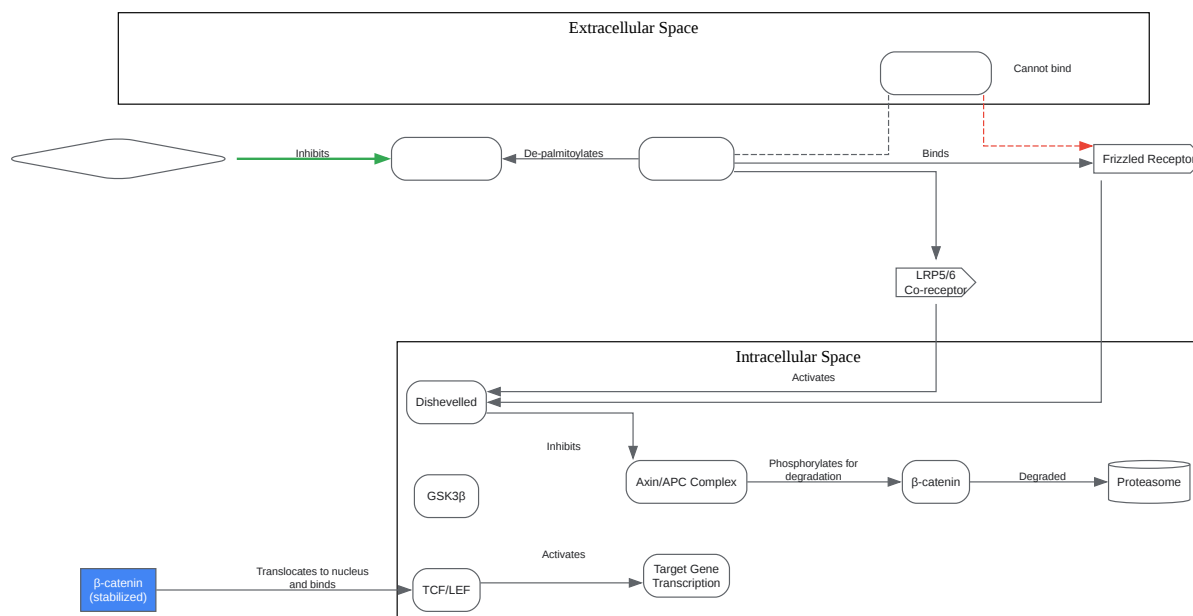 Extracellular Space
Cannot bind
Inhibits
De-palmitoylates
Binds
Frizzled Receptor
LRP5/6
Co-receptor
Intracellular Space
Activates
Dishevelled
Inhibits
GSK3β
Axin/APC Complex
Phosphorylates for
degradation
β-catenin
Degraded
Proteasome
β-catenin
(stabilized)
Translocates to nucleus
and binds
TCF/LEF
Activates
Target Gene
Transcription